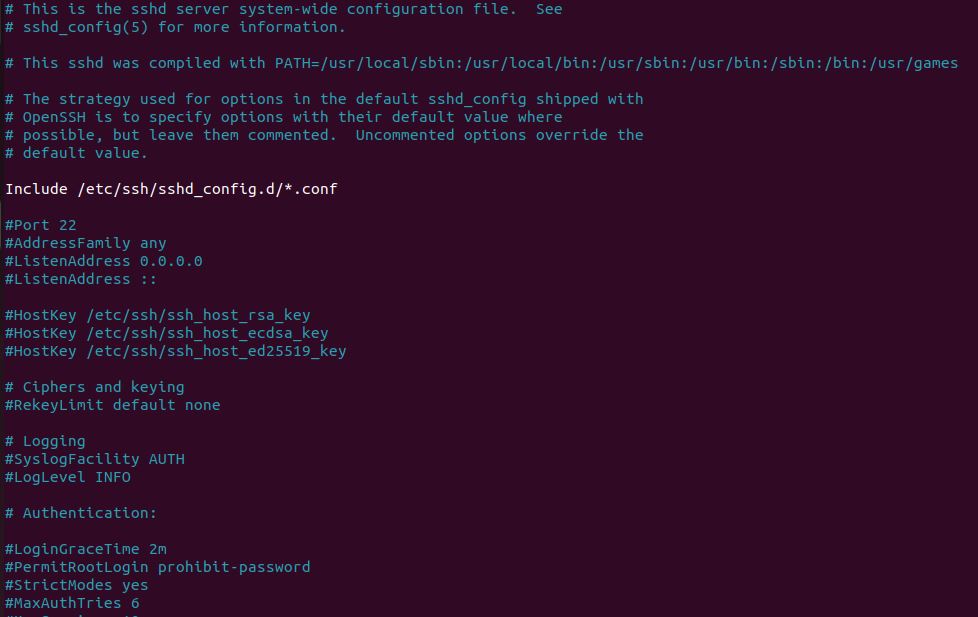 # This is the sshd server system-wide configuration file.  See
# sshd_config(5) for more information.
# This sshd was compiled with PATH=/usr/local/sbin:/usr/local/bin:/usr/sbin:/usr/bin:/sbin:/bin:/usr/games
# The strategy used for options in the default sshd_config shipped with
# OpenSSH is to specify options with their default value where
# possible, but leave them commented.  Uncommented options override the
# default value.
Include /etc/ssh/sshd_config.d/*.conf
#Port 22
#AddressFamily any
#ListenAddress 0.0.0.0
#ListenAddress ::
#HostKey /etc/ssh/ssh_host_rsa_key
#HostKey /etc/ssh/ssh_host_ecdsa_key
#HostKey /etc/ssh/ssh_host_ed25519_key
# Ciphers and keying
#RekeyLimit default none
# Logging
#SyslogFacility AUTH
#LogLevel INFO
# Authentication:
#LoginGraceTime 2m
#PermitRootLogin prohibit-password
#StrictModes yes
#MaxAuthTries 6